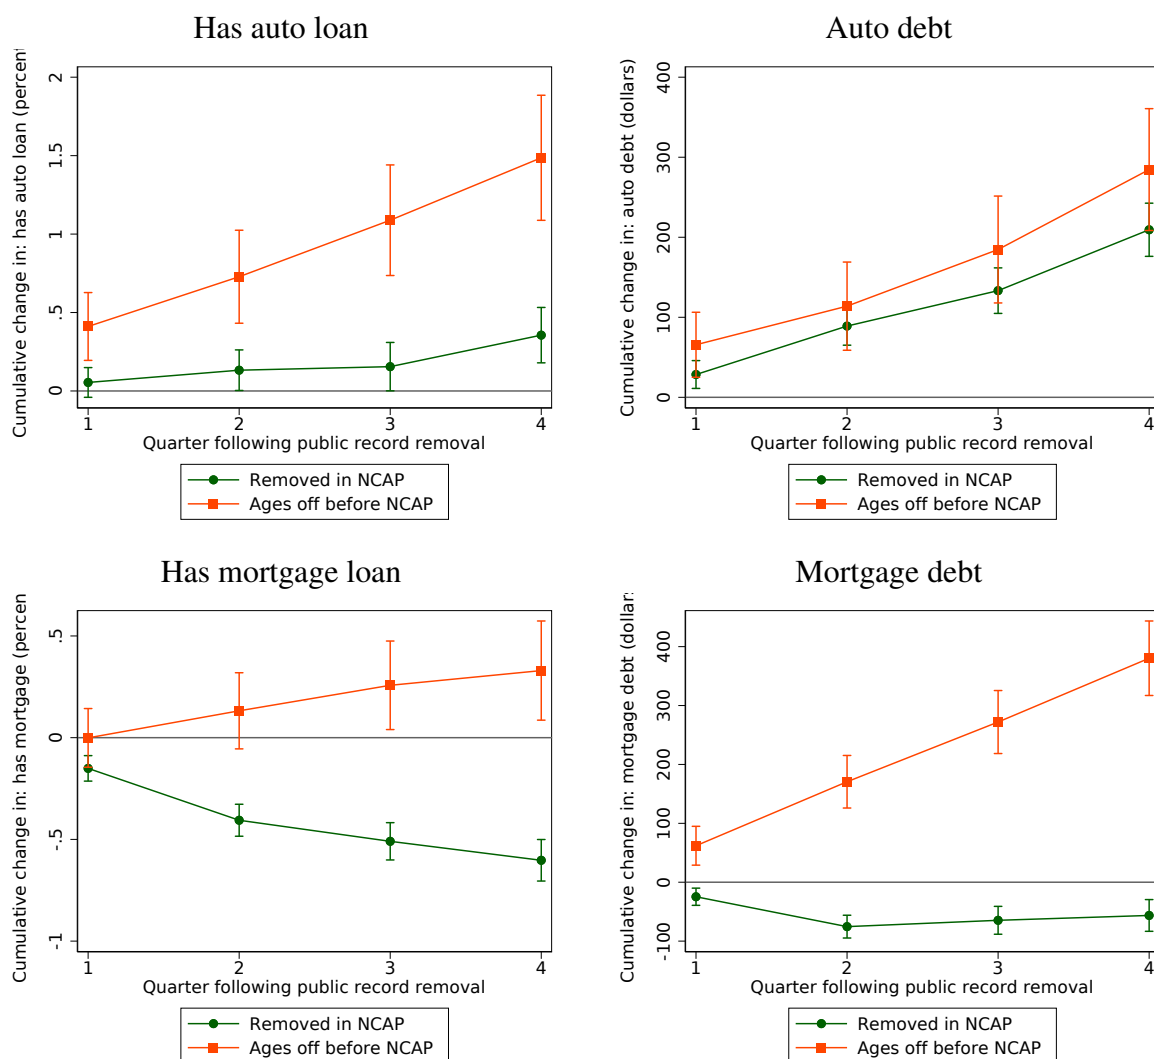 Has auto loan
Cumulative change in: has auto loan (percent
2
1.5
1
.5
0
1 2 3 4
Quarter following public record removal
Removed in NCAP
Ages off before NCAP
Auto debt
Cumulative change in: auto debt (dollars)
400
300
200
100
0
1 2 3 4
Quarter following public record removal
Removed in NCAP
Ages off before NCAP
Has mortgage loan
Cumulative change in: has mortgage (percen
.5
0
-.5
-1
1 2 3 4
Quarter following public record removal
Removed in NCAP
Ages off before NCAP
Mortgage debt
Cumulative change in: mortgage debt (dollars
400
300
200
100
0
-100
1 2 3 4
Quarter following public record removal
Removed in NCAP
Ages off before NCAP